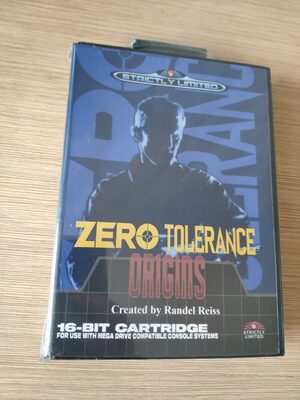 STRICTLY LIMITED
ZERO TOLERANCE
ORIGINS
Created by Randel Reiss
16-BIT CARTRIDGE
FOR USE WITH MEGA DRIVE COMPATIBLE CONSOLE SYSTEMS
STRICTLY
LIMITED